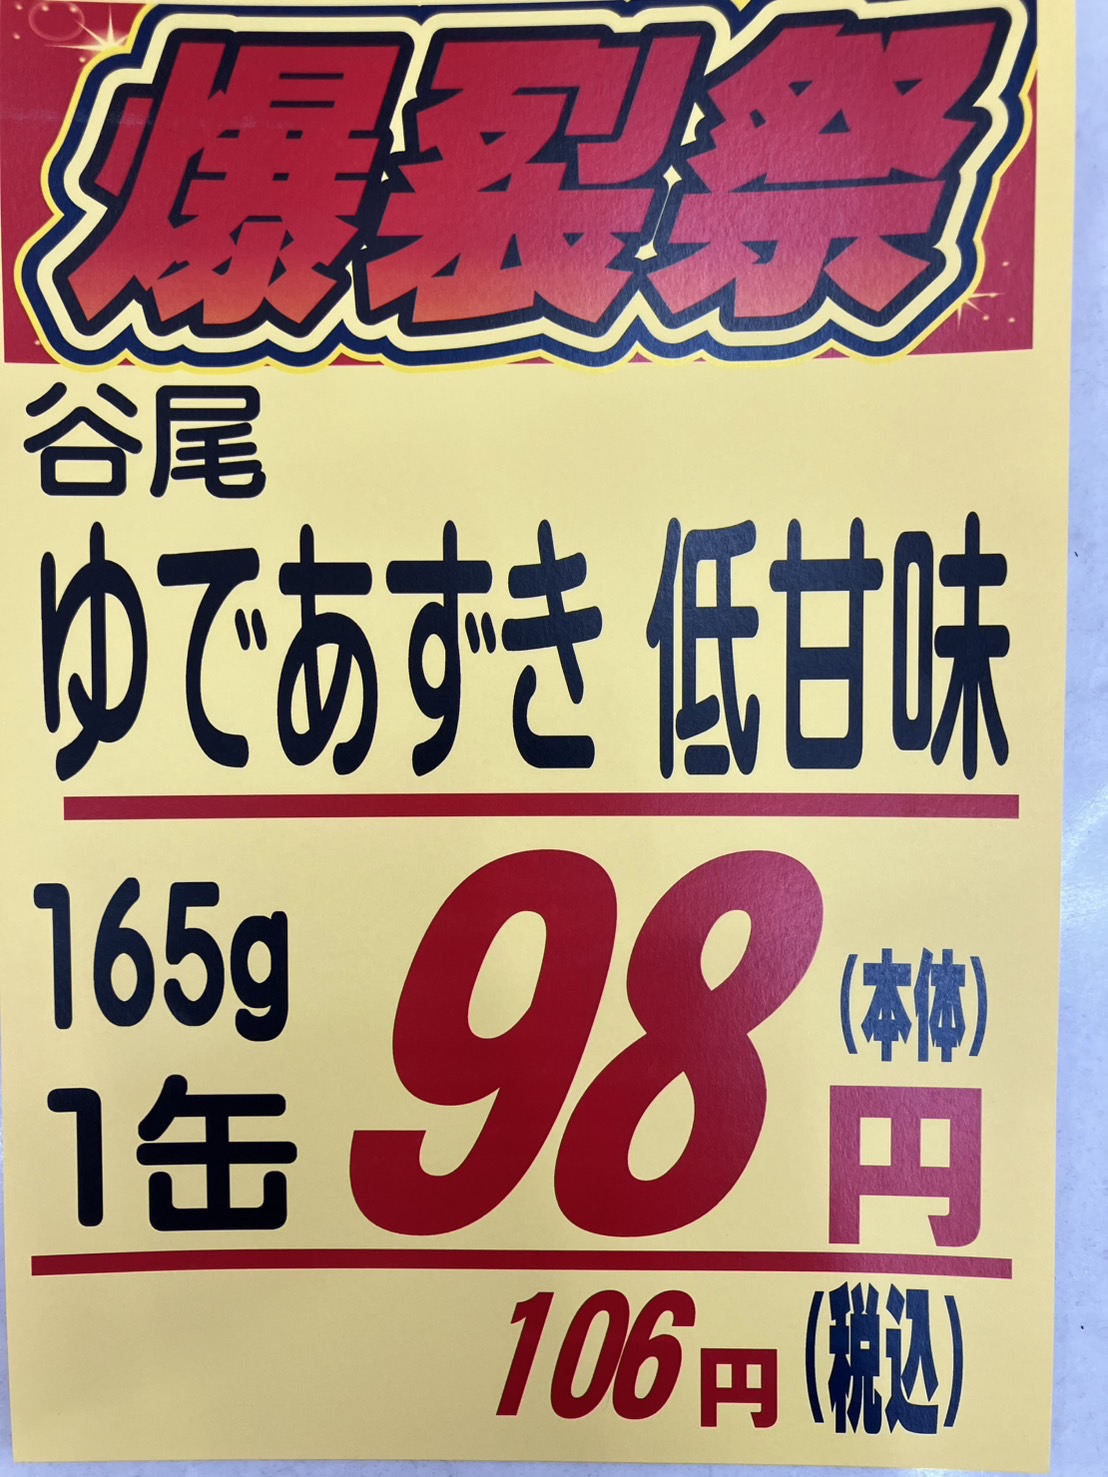 爆裂祭
谷尾
ゆであずき 低甘味
165g
1缶
98
(本体)
円
106円(税込)